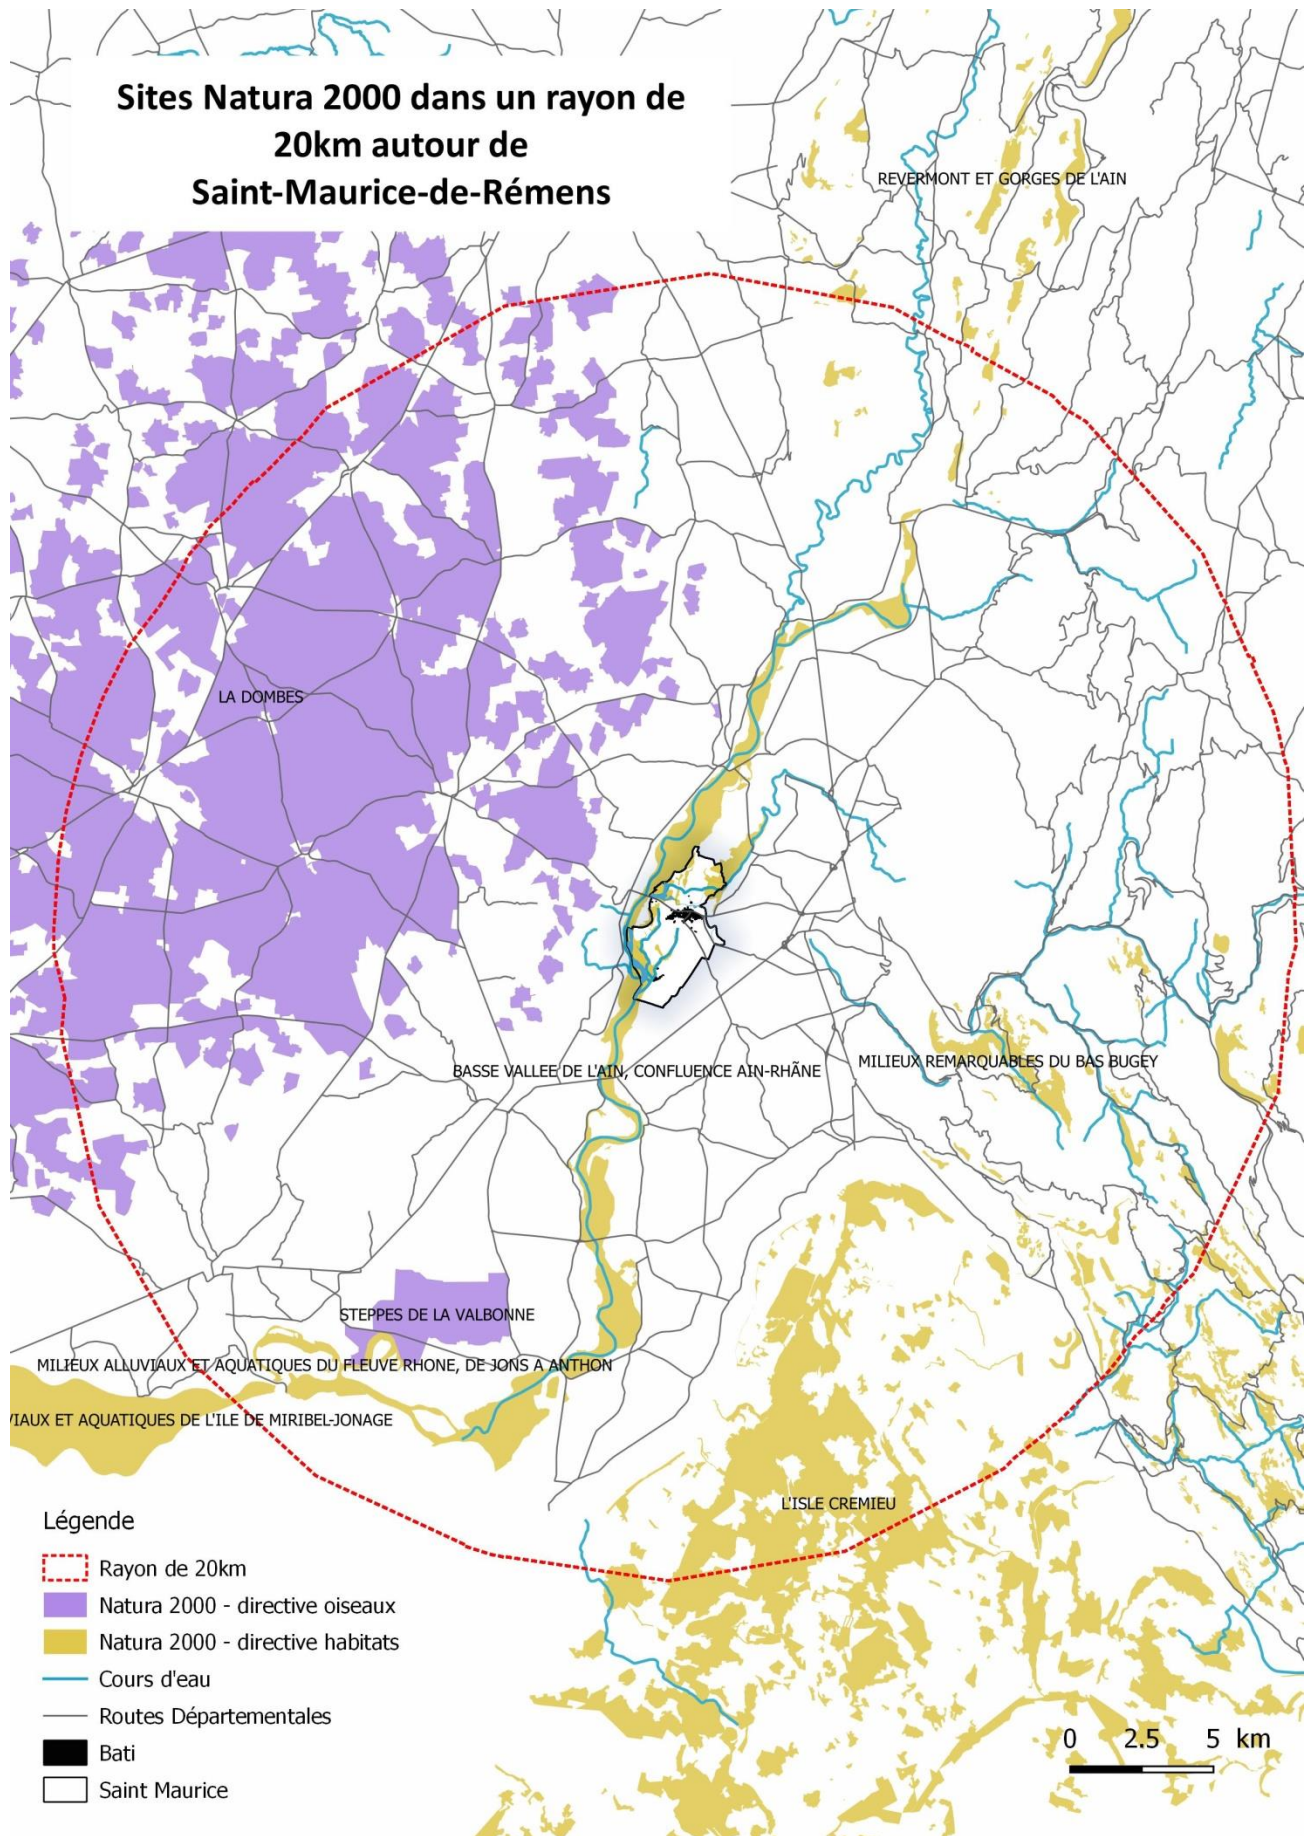 Sites Natura 2000 dans un rayon de
20km autour de
Saint-Maurice-de-Rémens
REVERMONT ET GORGES DE L'AIN
LA DOMBES
BASSE VALLEE DE L'AIN, CONFLUENCE AIN-RHÃNE
MILIEUX REMARQUABLES DU BAS BUGEY
STEPPES DE LA VALBONNE
MILIEUX ALLUVIAUX ET AQUATIQUES DU FLEUVE RHONE, DE JONS A ANTHON
VIAUX ET AQUATIQUES DE L'ILE DE MIRIBEL-JONAGE
L'ISLE CREMIEU
Légende
Rayon de 20km
Natura 2000 - directive oiseaux
Natura 2000 - directive habitats
Cours d'eau
Routes Départementales
Bati
Saint Maurice
0 2.5 5 km